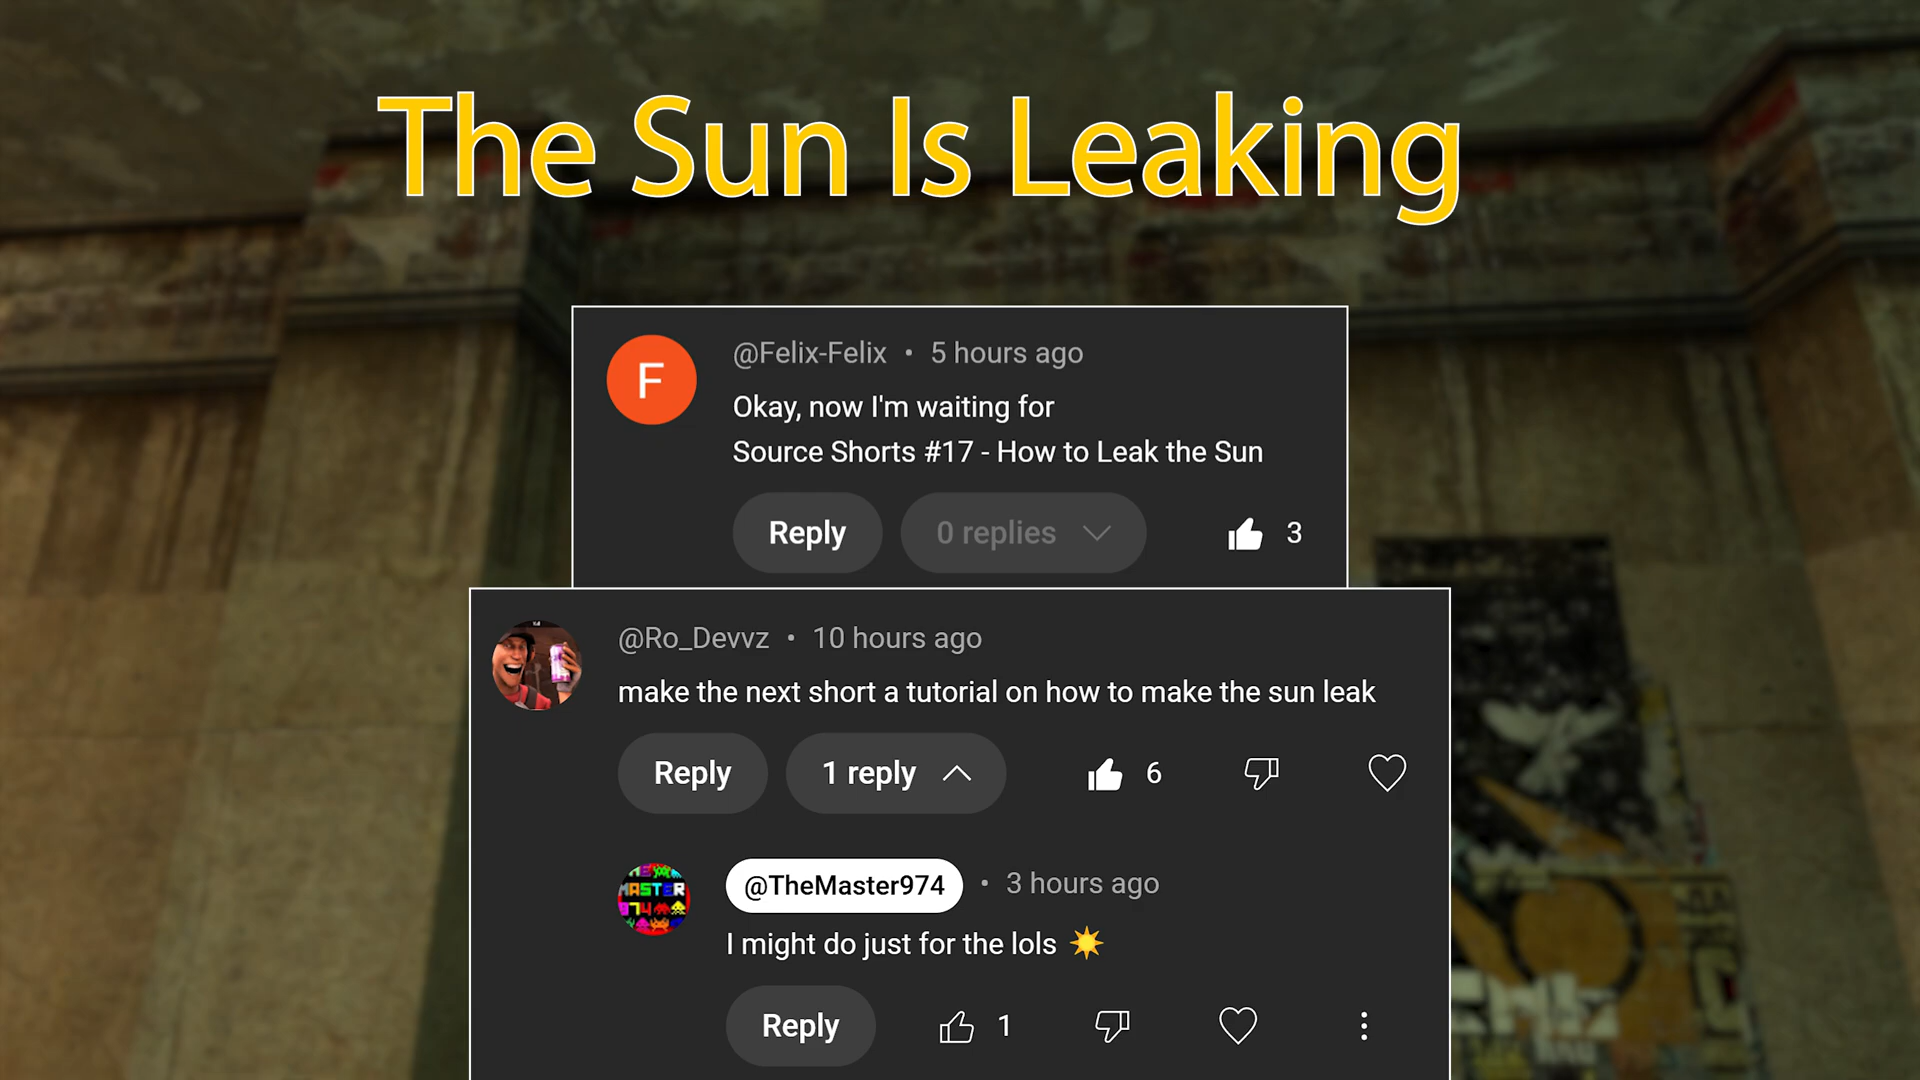 The Sun Is Leaking
F
@Felix-Felix • 5 hours ago
Okay, now I'm waiting for
Source Shorts #17 - How to Leak the Sun
Reply
0 replies
3
@Ro_Devvz • 10 hours ago
make the next short a tutorial on how to make the sun leak
Reply
1 reply
6
MASTER
974
@TheMaster974 • 3 hours ago
I might do just for the lols ☀️
Reply
1